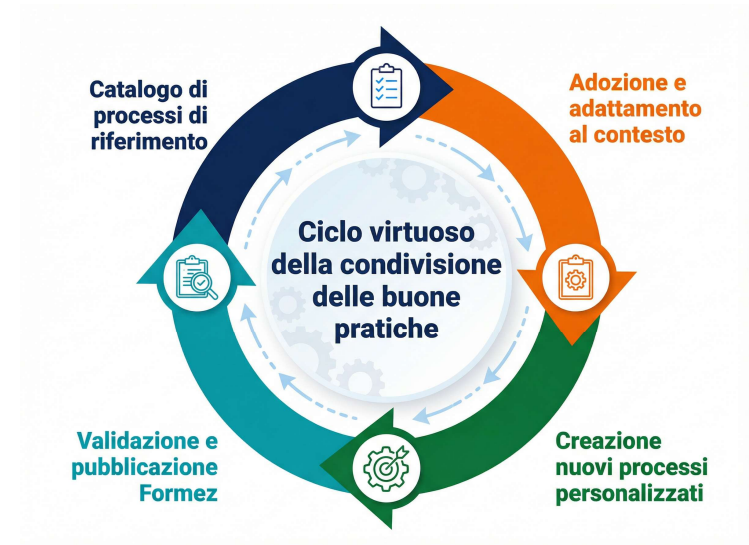 Catalogo di
processi di
riferimento
Adozione e
adattamento
al contesto
Ciclo virtuoso
della condivisione
delle buone
pratiche
Validazione e
pubblicazione
Formez
Creazione
nuovi processi
personalizzati